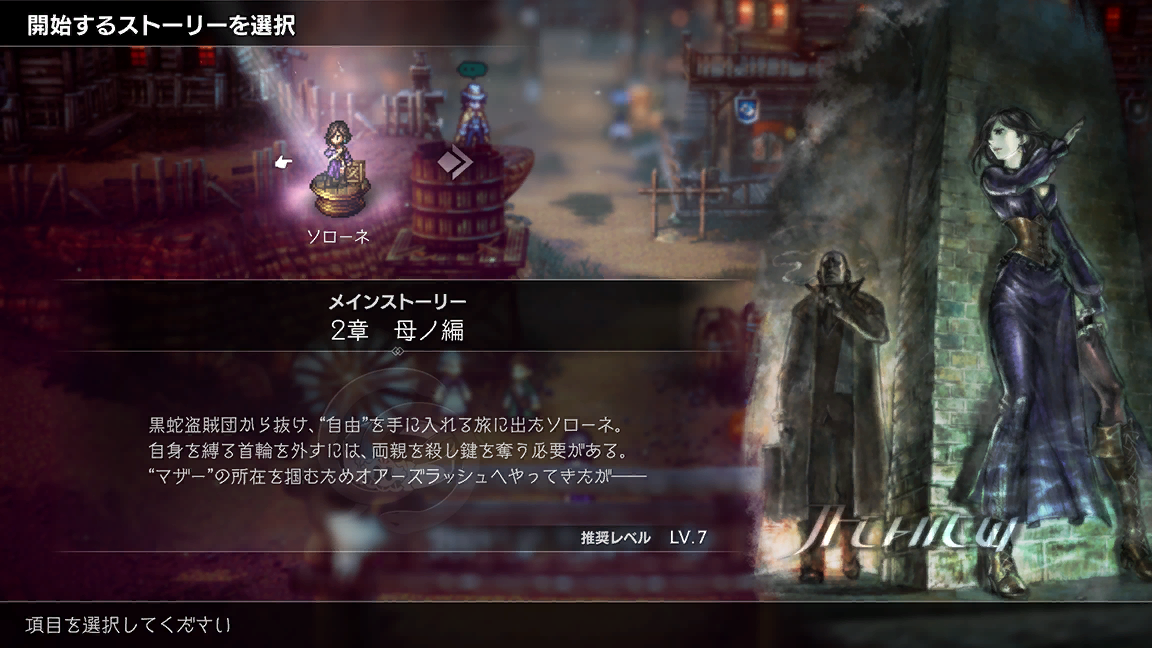 開始するストーリーを選択
ソローネ
メインストーリー
2章　母ノ編
黒蛇盗賊団から抜け、“自由”を手に入れる旅に出たソローネ。
自身を縛る首輪を外すには、両親を殺し鍵を奪う必要がある。
“マザー”の所在を掴むためオアーズラッシュへやってきたが――
推奨レベル　LV.7
項目を選択してください